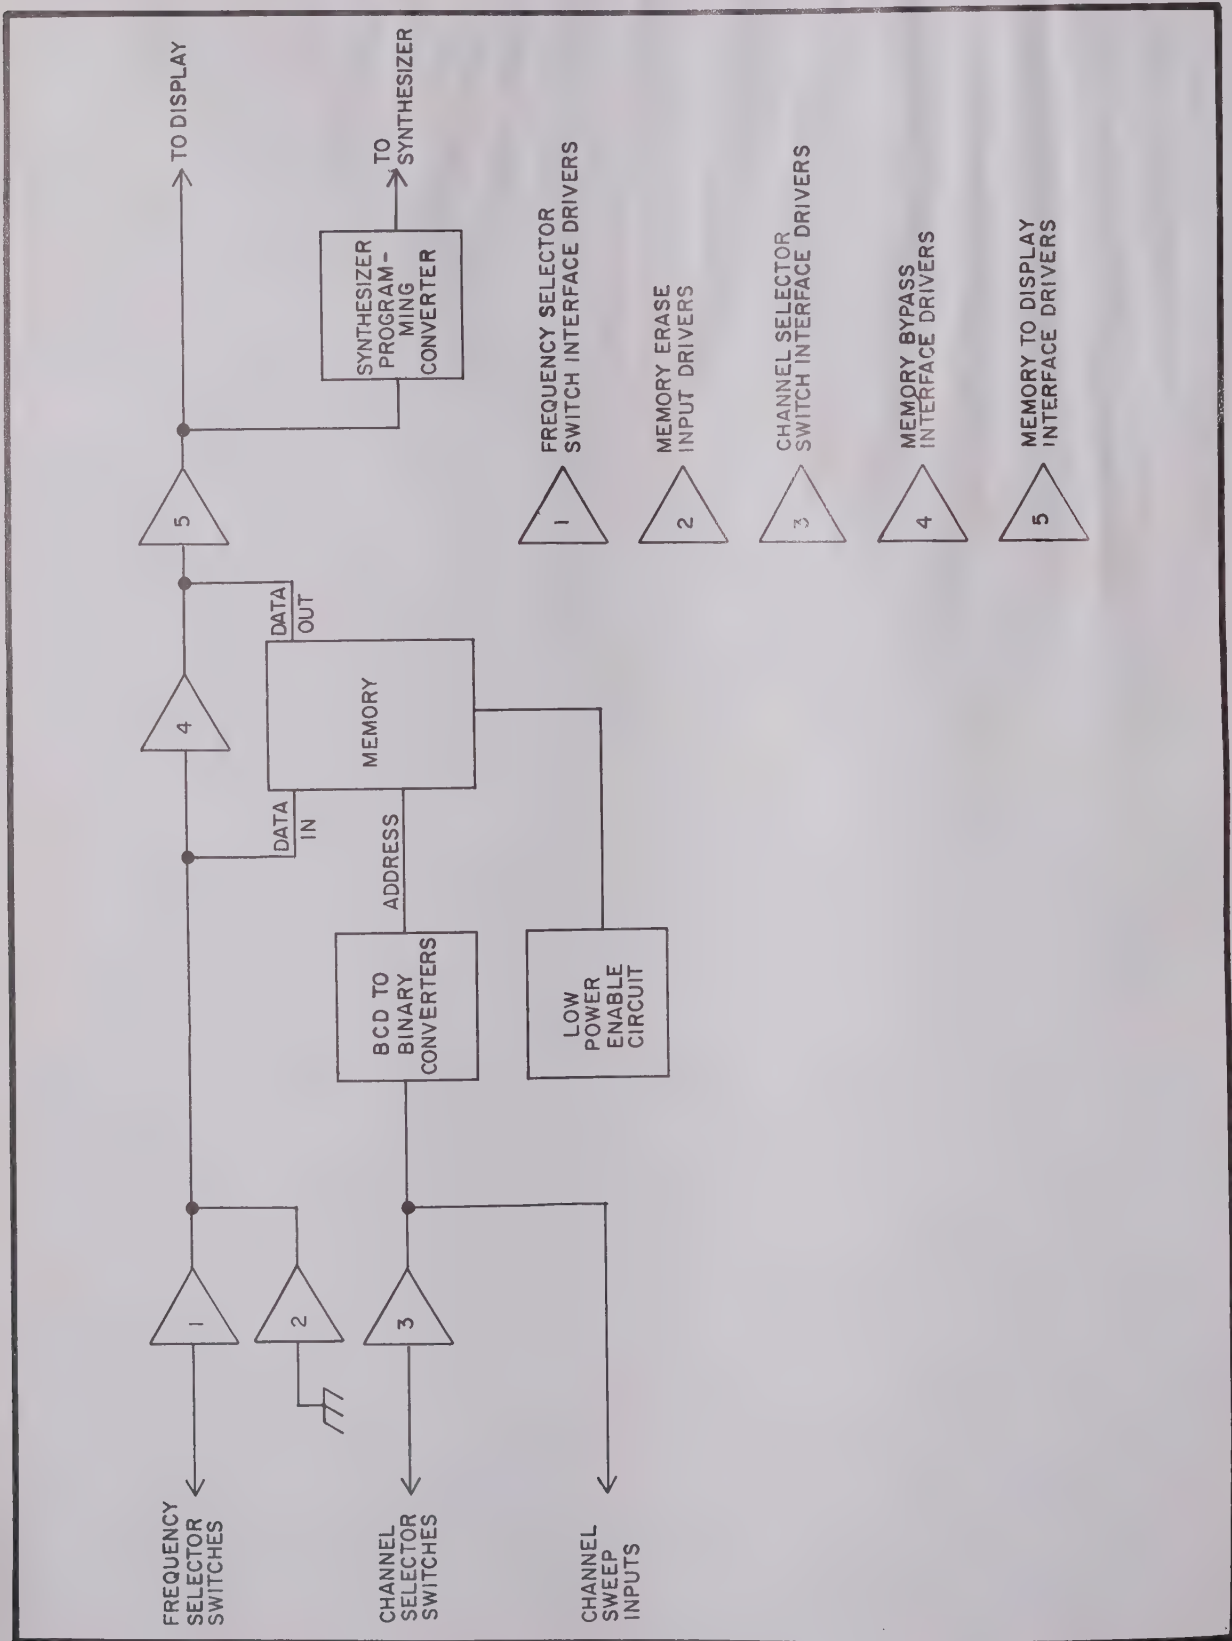 FREQUENCY
SELECTOR
SWITCHES
1
2
CHANNEL
SELECTOR
SWITCHES
3
CHANNEL
SWEEP
INPUTS
BCD TO
BINARY
CONVERTERS
ADDRESS
LOW
POWER
ENABLE
CIRCUIT
DATA
IN
MEMORY
DATA
OUT
4
5
TO DISPLAY
SYNTHESIZER
PROGRAM-
MING
CONVERTER
TO
SYNTHESIZER
1
FREQUENCY SELECTOR
SWITCH INTERFACE DRIVERS
2
MEMORY ERASE
INPUT DRIVERS
3
CHANNEL SELECTOR
SWITCH INTERFACE DRIVERS
4
MEMORY BYPASS
INTERFACE DRIVERS
5
MEMORY TO DISPLAY
INTERFACE DRIVERS